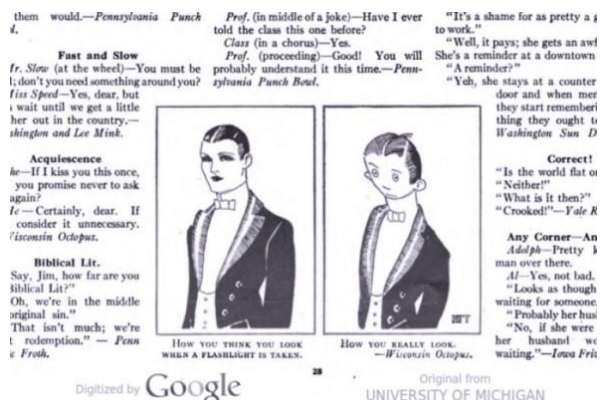 them would.—Pennsylvania Punch
Fast and Slow
Mr. Slow (at the wheel)—You must be
; don't you need something around you?
Miss Speed—Yes, dear, but
wait until we get a little
her out in the country.—
shington and Lee Mink.
Acquiescence
he—If I kiss you this once,
you promise never to ask
again?
He—Certainly, dear. If
consider it unnecessary.
Wisconsin Octopus.
Biblical Lit.
Say, Jim, how far are you
Biblical Lit?"
Oh, we're in the middle
original sin."
That isn't much; we're
redemption." — Penn
Froth.
Prof. (in middle of a joke)—Have I ever
told the class this one before?
Class (in a chorus)—Yes.
Prof. (proceeding)—Good! You will
probably understand it this time.—Penn-
sylvania Punch Bowl.
How you think you look
when a flashlight is taken.
How you really look.
—Wisconsin Octopus.
"It's a shame for as pretty a g
to work."
"Well, it pays; she gets an awf
She's a reminder at a downtown
"A reminder?"
"Yeh, she stays at a counter
door and when men
they start rememberi
thing they ought to
Washington Sun D
Correct!
"Is the world flat or
"Neither!"
"What is it then?"
"Crooked!"—Yale R
Any Corner—An
Adolph—Pretty k
man over there.
Al—Yes, not bad.
"Looks as though
waiting for someone.
"Probably her hus
"No, if she were
her husband wo
waiting."—Iowa Friv
28
Digitized by Google
Original from
UNIVERSITY OF MICHIGAN